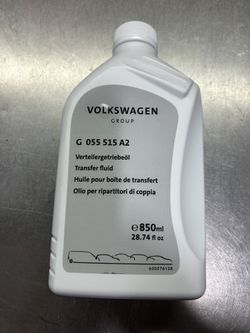 VOLKSWAGEN
GROUP
G 055 515 A2
Verteilergetriebeöl
Transfer fluid
Huile pour boîte de transfert
Olio per ripartitori di coppia
℮ 850ml
28.74 fl oz